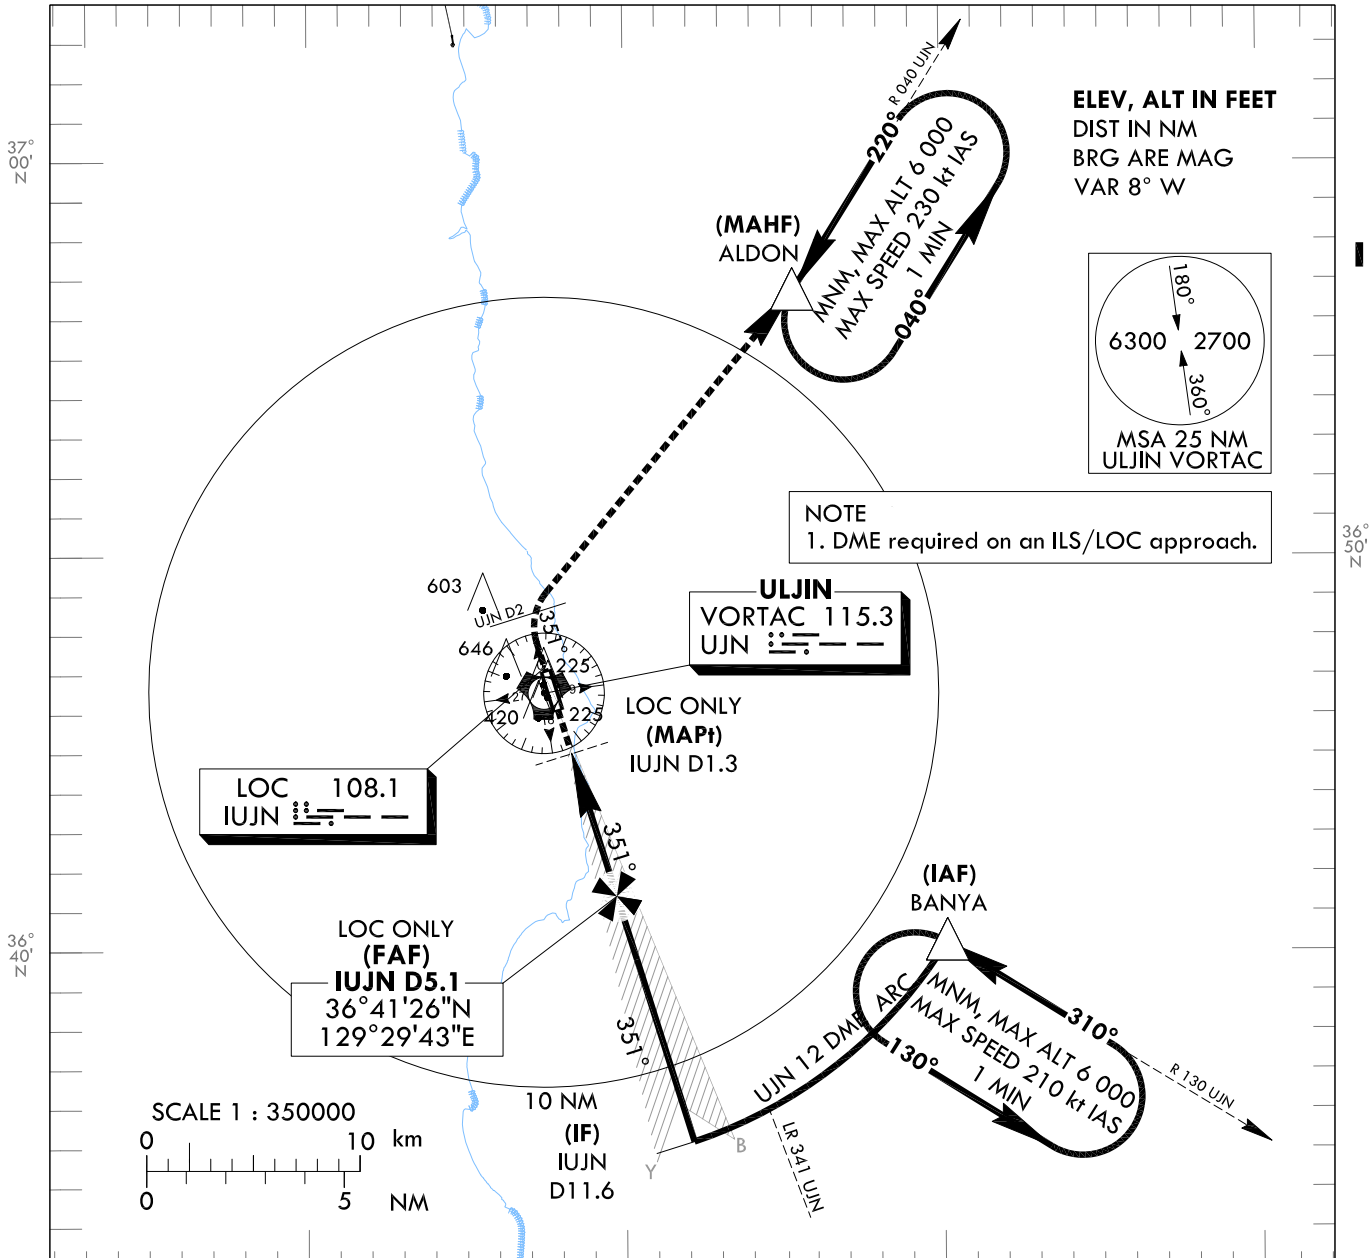 R 040 UJN
ELEV, ALT IN FEET
DIST IN NM
BRG ARE MAG
VAR 8° W
37°
00'
N
220°
MNM, MAX ALT 6 000
MAX SPEED 230 kt IAS
1 MIN
040°
(MAHF)
ALDON
180°
6300 2700
360°
MSA 25 NM
ULJIN VORTAC
NOTE
1. DME required on an ILS/LOC approach.
36°
50'
N
603
UJN D2
351°
646
225
420
225
27
9
18
ULJIN
VORTAC 115.3
UJN
LOC ONLY
(MAPt)
IUJN D1.3
LOC 108.1
IUJN
351°
(IAF)
BANYA
36°
40'
N
LOC ONLY
(FAF)
IUJN D5.1
36°41'26"N
129°29'43"E
351°
UJN 12 DME ARC
MNM, MAX ALT 6 000
MAX SPEED 210 kt IAS
1 MIN
310°
130°
R 130 UJN
LR 341 UJN
10 NM
(IF)
IUJN
D11.6
Y
B
SCALE 1 : 350000
0 10 km
0 5 NM